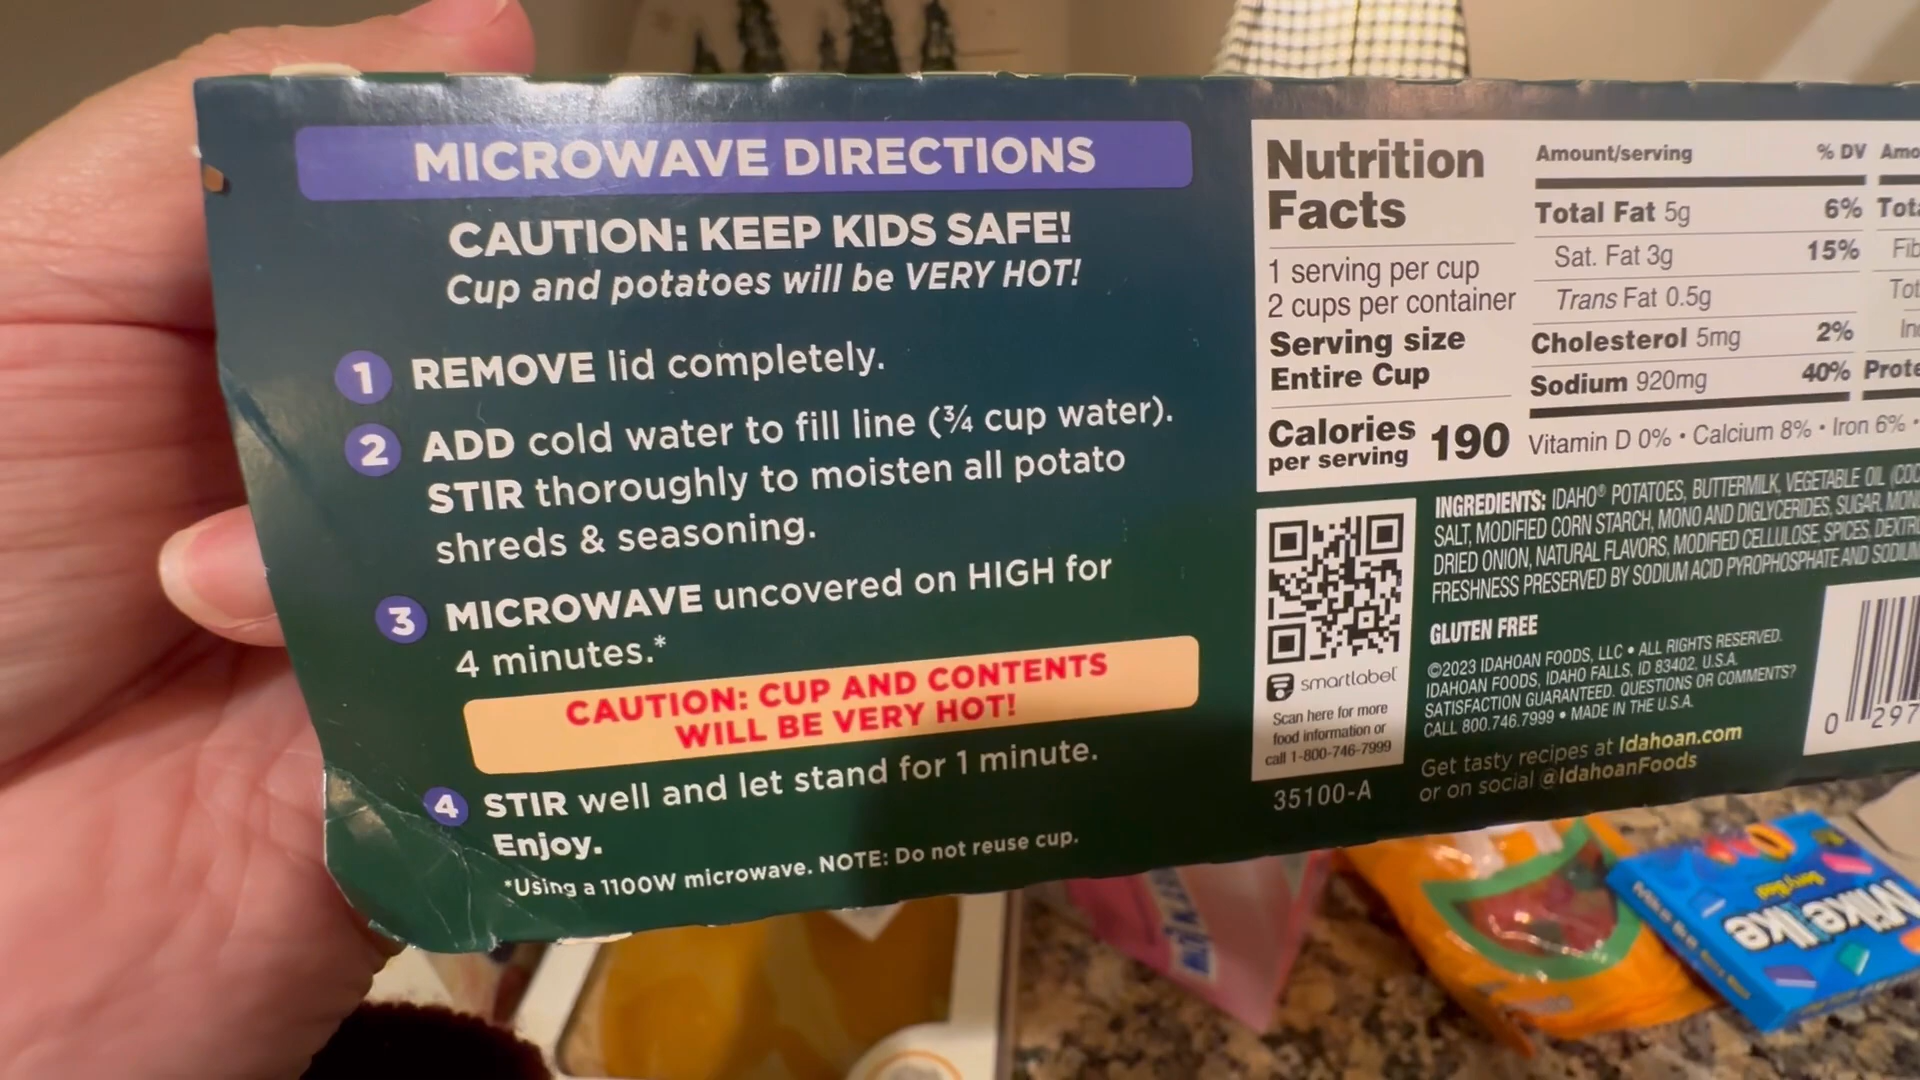 MICROWAVE DIRECTIONS
CAUTION: KEEP KIDS SAFE!
Cup and potatoes will be VERY HOT!
1 REMOVE lid completely.
2 ADD cold water to fill line (¾ cup water).
STIR thoroughly to moisten all potato
shreds & seasoning.
3 MICROWAVE uncovered on HIGH for
4 minutes.*
CAUTION: CUP AND CONTENTS
WILL BE VERY HOT!
4 STIR well and let stand for 1 minute.
Enjoy.
*Using a 1100W microwave. NOTE: Do not reuse cup.
Nutrition
Facts
1 serving per cup
2 cups per container
Serving size
Entire Cup
Calories
per serving 190
Amount/serving % DV
Total Fat 5g 6%
Sat. Fat 3g 15%
Trans Fat 0.5g
Cholesterol 5mg 2%
Sodium 920mg 40%
Vitamin D 0% • Calcium 8% • Iron 6% •
INGREDIENTS: IDAHO® POTATOES, BUTTERMILK, VEGETABLE OIL
SALT, MODIFIED CORN STARCH, MONO AND DIGLYCERIDES, SUGAR,
DRIED ONION, NATURAL FLAVORS, MODIFIED CELLULOSE, SPICES,
FRESHNESS PRESERVED BY SODIUM ACID PYROPHOSPHATE AND
GLUTEN FREE
©2023 IDAHOAN FOODS, LLC • ALL RIGHTS RESERVED.
IDAHOAN FOODS, IDAHO FALLS, ID 83402, U.S.A.
SATISFACTION GUARANTEED. QUESTIONS OR COMMENTS?
CALL 800.746.7999 • MADE IN THE U.S.A.
Get tasty recipes at Idahoan.com
or on social @IdahoanFoods
smartlabel
Scan here for more
food information or
call 1-800-746-7999
35100-A
0 297
Mike Ike